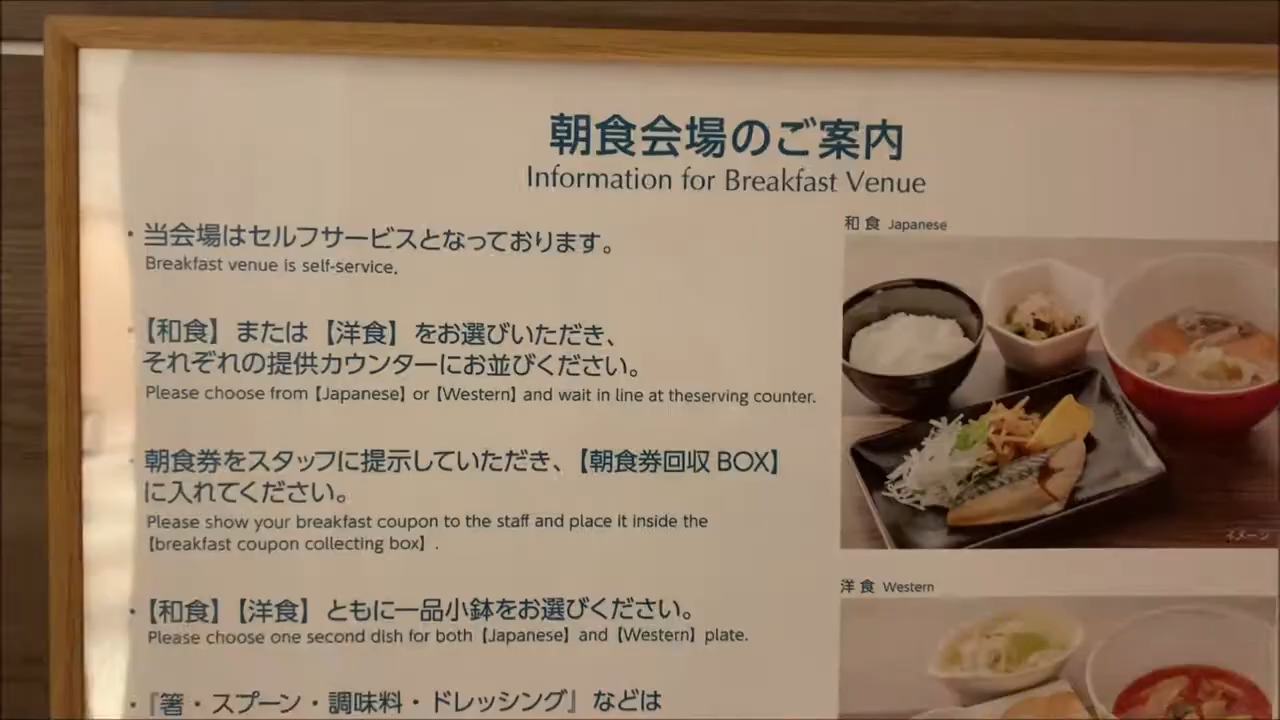 朝食会場のご案内
Information for Breakfast Venue
・当会場はセルフサービスとなっております。
Breakfast venue is self-service.
・【和食】または【洋食】をお選びいただき、
それぞれの提供カウンターにお並びください。
Please choose from【Japanese】or【Western】and wait in line at theserving counter.
・朝食券をスタッフに提示していただき、【朝食券回収 BOX】
に入れてください。
Please show your breakfast coupon to the staff and place it inside the
【breakfast coupon collecting box】.
・【和食】【洋食】ともに一品小鉢をお選びください。
Please choose one second dish for both【Japanese】and【Western】plate.
・『箸・スプーン・調味料・ドレッシング』などは
和食 Japanese
イメージ
洋食 Western